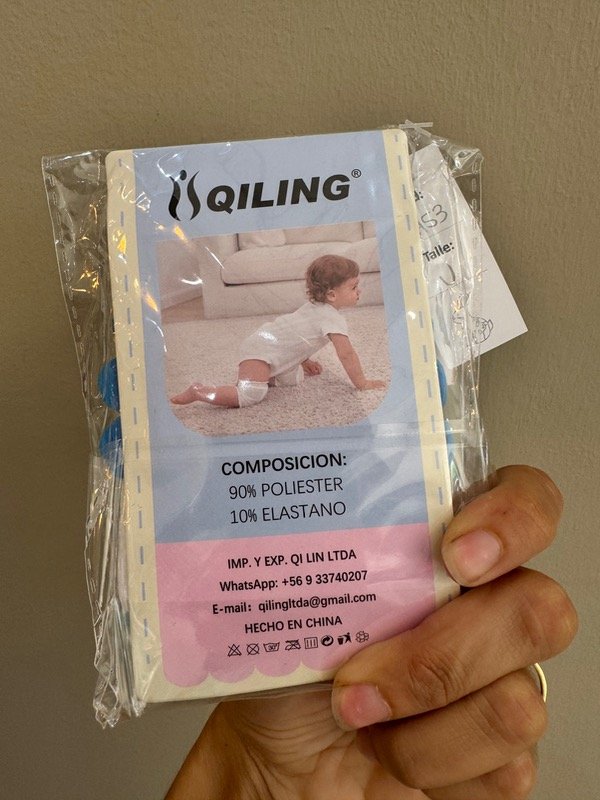 QILING®
COMPOSICION:
90% POLIESTER
10% ELASTANO
IMP. Y EXP. QI LIN LTDA
WhatsApp: +56 9 33740207
E-mail: qilingltda@gmail.com
HECHO EN CHINA
Talle: